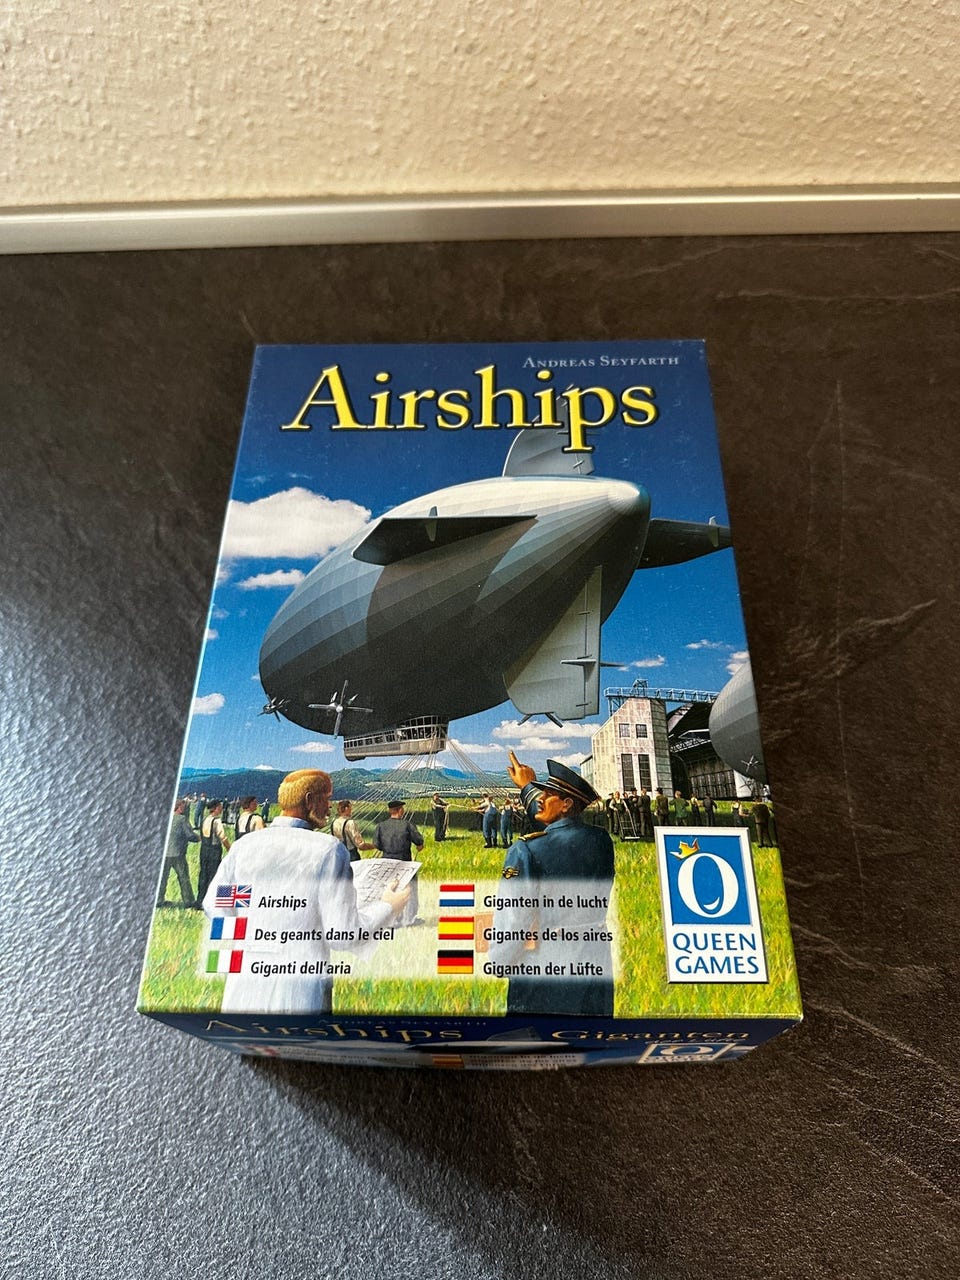 ANDREAS SEYFARTH
Airships
Airships
Des geants dans le ciel
Giganti dell'aria
Giganten in de lucht
Gigantes de los aires
Giganten der Lüfte
QUEEN
GAMES
Airships
Giganten